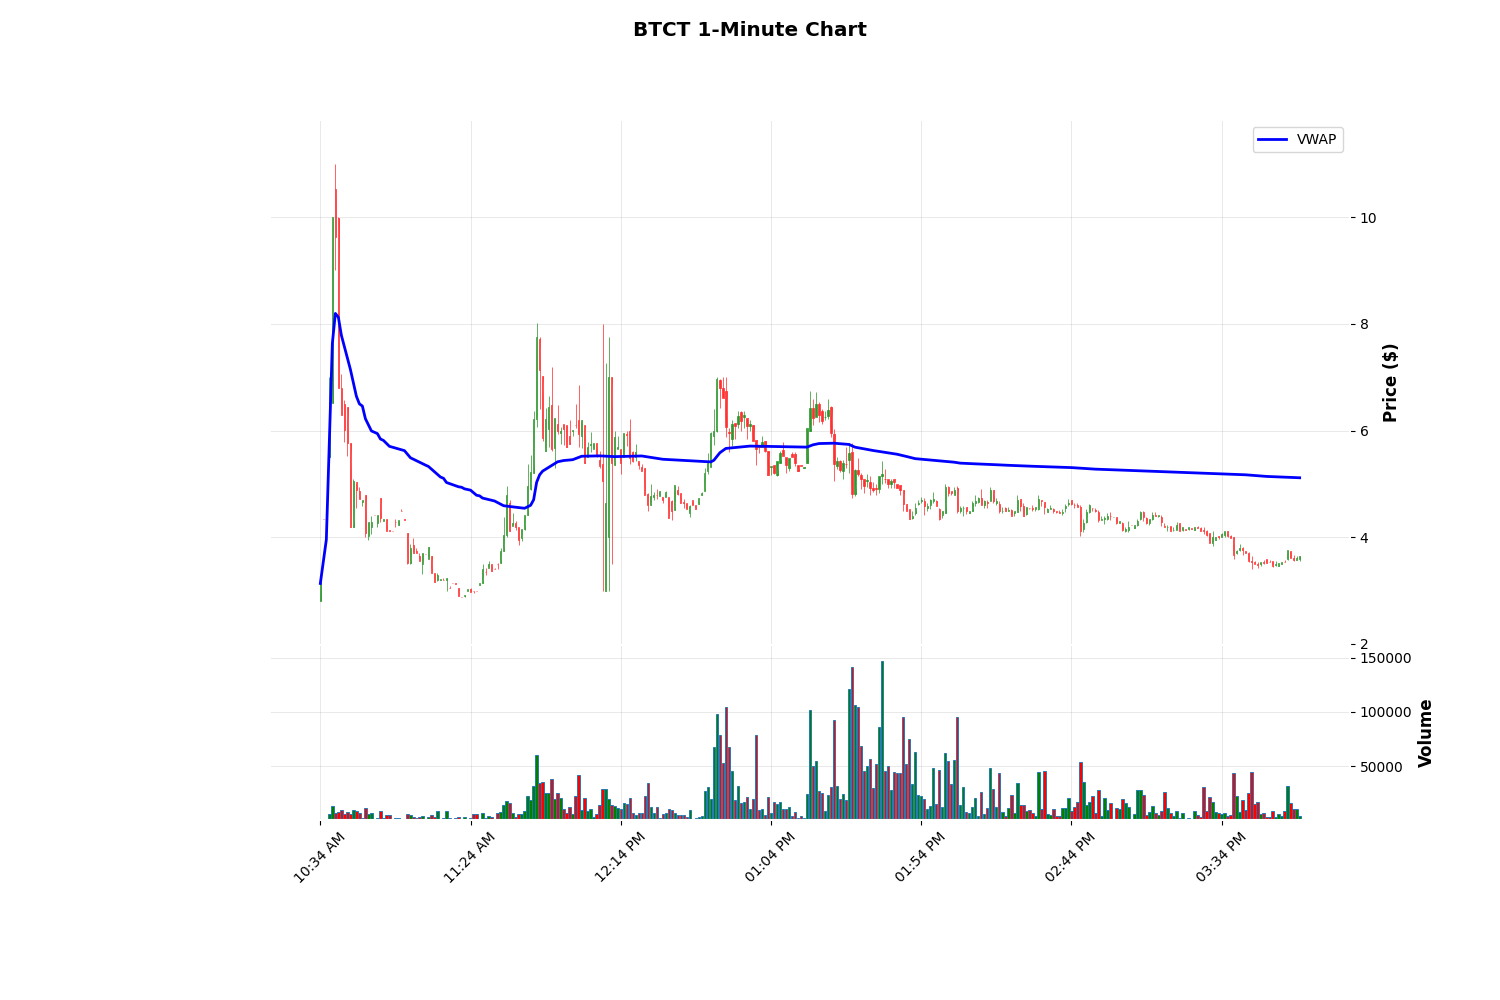 BTCT 1-Minute Chart
VWAP
10
8
6
4
2
Price ($)
150000
100000
50000
Volume
10:34 AM
11:24 AM
12:14 PM
01:04 PM
01:54 PM
02:44 PM
03:34 PM